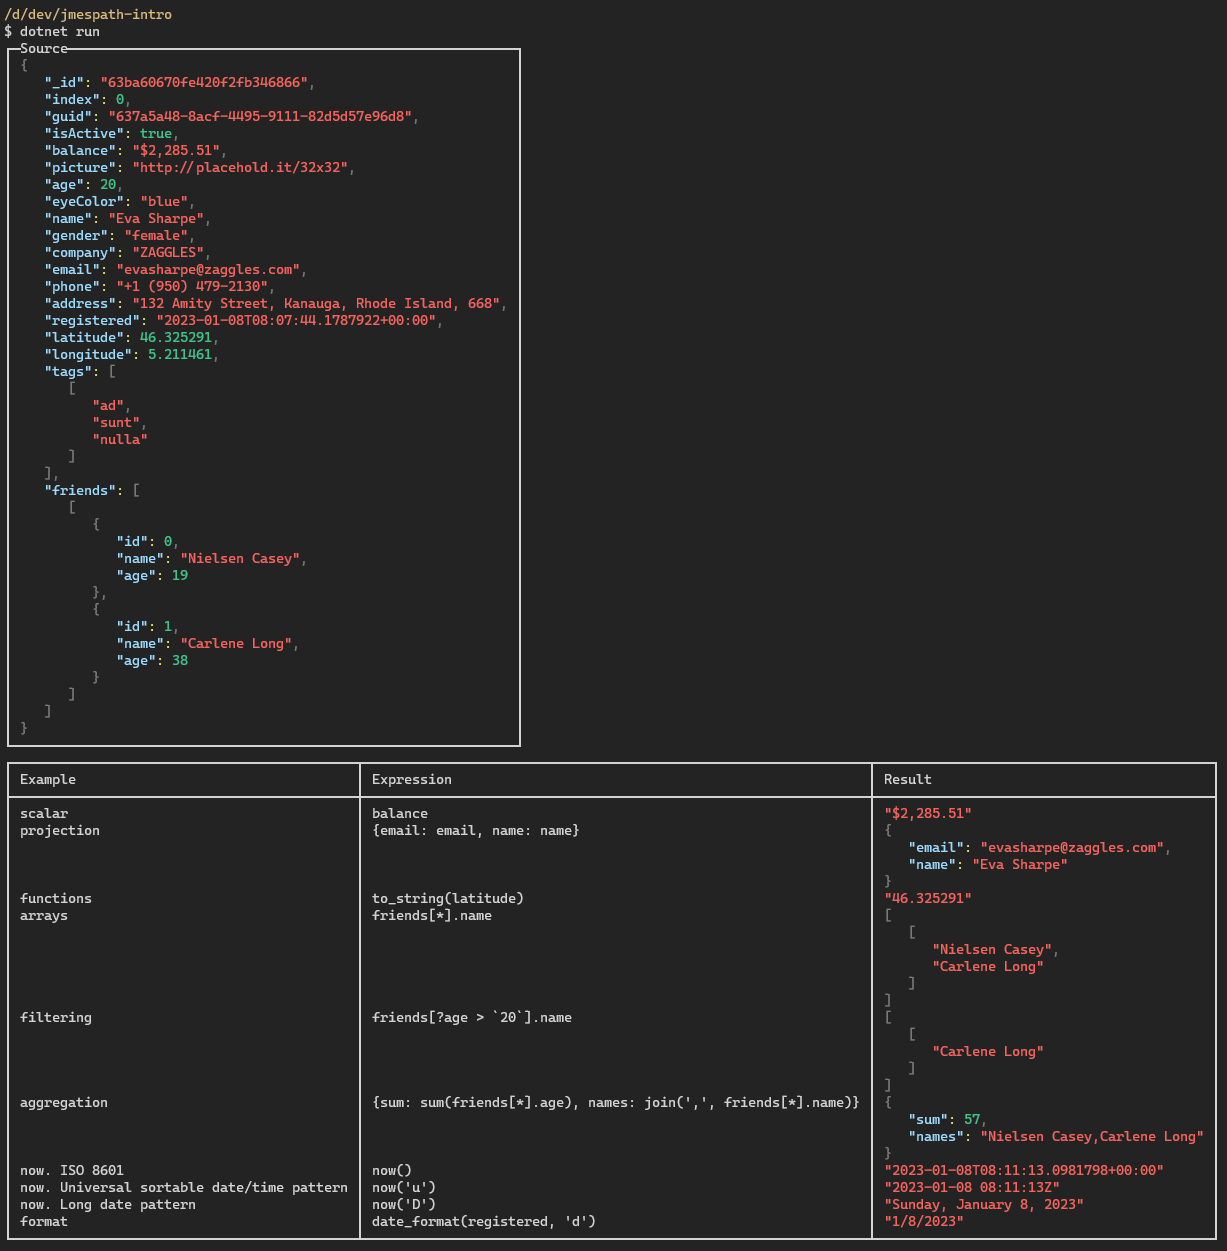 /d/dev/jmespath-intro
$ dotnet run
Source
{
"_id": "63ba60670fe420f2fb346866",
"index": 0,
"guid": "637a5a48-8acf-4495-9111-82d5d57e96d8",
"isActive": true,
"balance": "$2,285.51",
"picture": "http://placehold.it/32x32",
"age": 20,
"eyeColor": "blue",
"name": "Eva Sharpe",
"gender": "female",
"company": "ZAGGLES",
"email": "evasharpe@zaggles.com",
"phone": "+1 (950) 479-2130",
"address": "132 Amity Street, Kanauga, Rhode Island, 668",
"registered": "2023-01-08T08:07:44.1787922+00:00",
"latitude": 46.325291,
"longitude": 5.211461,
"tags": [
[
"ad",
"sunt",
"nulla"
]
],
"friends": [
[
{
"id": 0,
"name": "Nielsen Casey",
"age": 19
},
{
"id": 1,
"name": "Carlene Long",
"age": 38
}
]
]
}
Example Expression Result
scalar balance "$2,285.51"
projection {email: email, name: name} {
"email": "evasharpe@zaggles.com",
"name": "Eva Sharpe"
}
functions to_string(latitude) "46.325291"
arrays friends[*].name [
[
"Nielsen Casey",
"Carlene Long"
]
]
filtering friends[?age > `20`].name [
[
"Carlene Long"
]
]
aggregation {sum: sum(friends[*].age), names: join(',', friends[*].name)} {
"sum": 57,
"names": "Nielsen Casey,Carlene Long"
}
now. ISO 8601 now() "2023-01-08T08:11:13.0981798+00:00"
now. Universal sortable date/time pattern now('u') "2023-01-08 08:11:13Z"
now. Long date pattern now('D') "Sunday, January 8, 2023"
format date_format(registered, 'd') "1/8/2023"